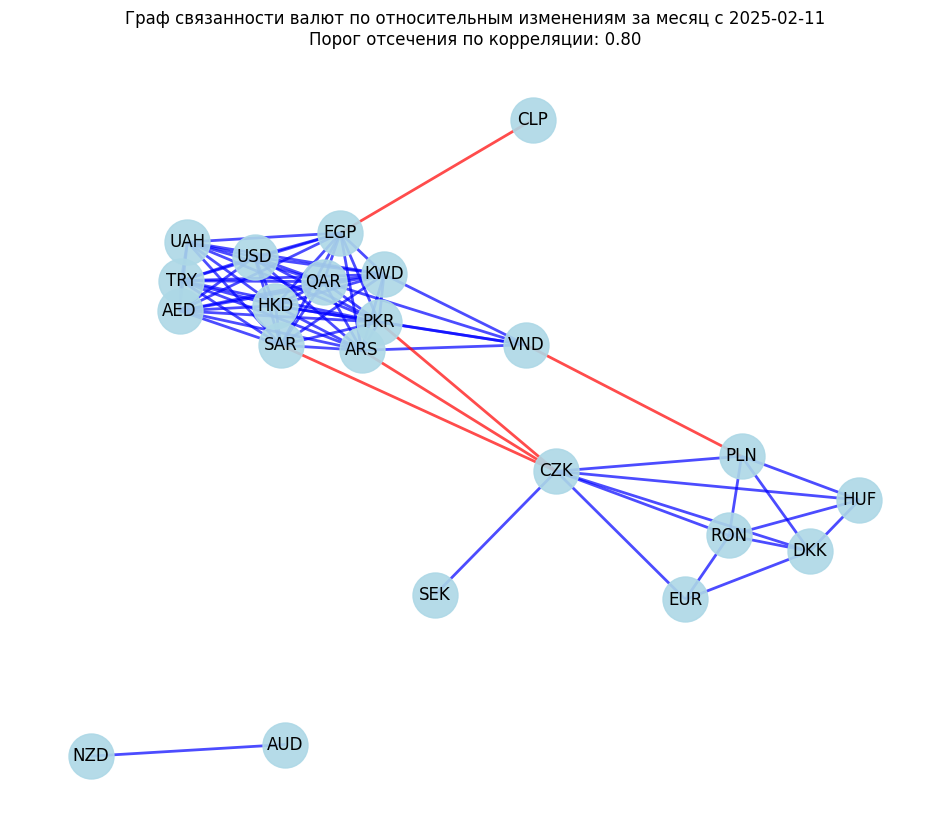 Граф связанности валют по относительным изменениям за месяц с 2025-02-11
Порог отсечения по корреляции: 0.80
CLP
EGP
UAH
USD
KWD
TRY
QAR
AED
HKD
PKR
SAR
ARS
VND
PLN
CZK
HUF
RON
DKK
SEK
EUR
NZD
AUD